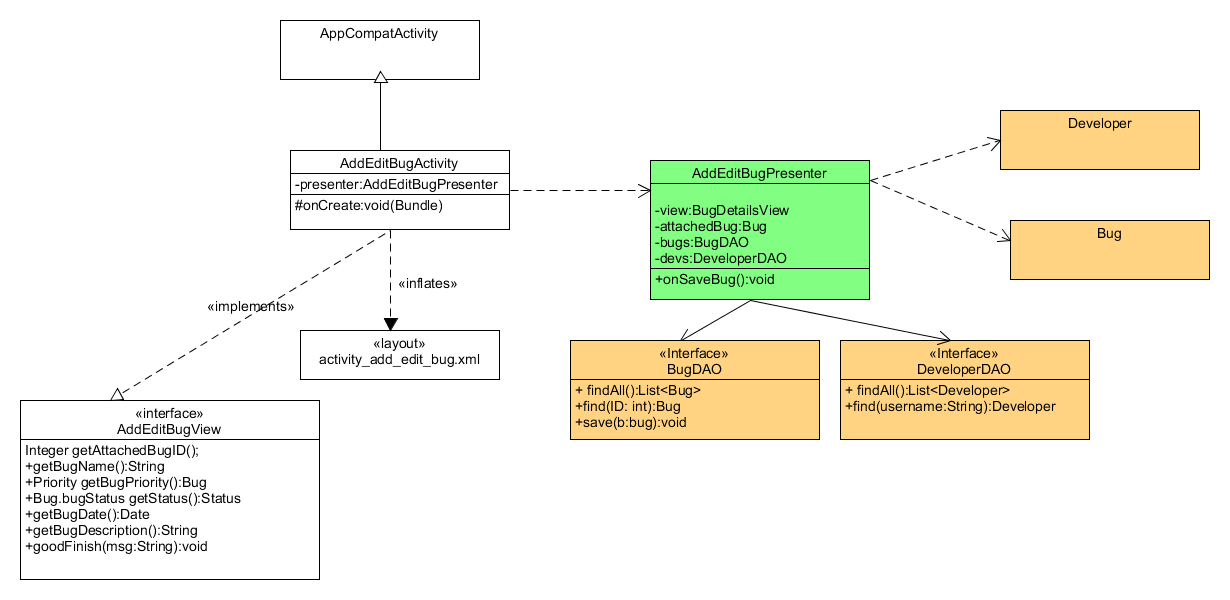 AppCompatActivity
AddEditBugActivity
-presenter:AddEditBugPresenter
#onCreate:void(Bundle)
AddEditBugPresenter
-view:BugDetailsView
-attachedBug:Bug
-bugs:BugDAO
-devs:DeveloperDAO
+onSaveBug():void
Developer
Bug
«implements»
«inflates»
«layout»
activity_add_edit_bug.xml
«Interface»
BugDAO
+ findAll():List<Bug>
+find(ID: int):Bug
+save(b:bug):void
«Interface»
DeveloperDAO
+ findAll():List<Developer>
+find(username:String):Developer
«interface»
AddEditBugView
Integer getAttachedBugID();
+getBugName():String
+Priority getBugPriority():Bug
+Bug.bugStatus getStatus():Status
+getBugDate():Date
+getBugDescription():String
+goodFinish(msg:String):void